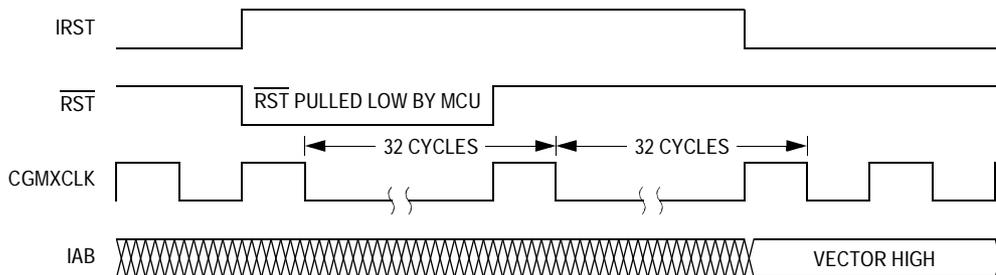 IRST
RST
RST PULLED LOW BY MCU
32 CYCLES
32 CYCLES
CGMXCLK
IAB
VECTOR HIGH